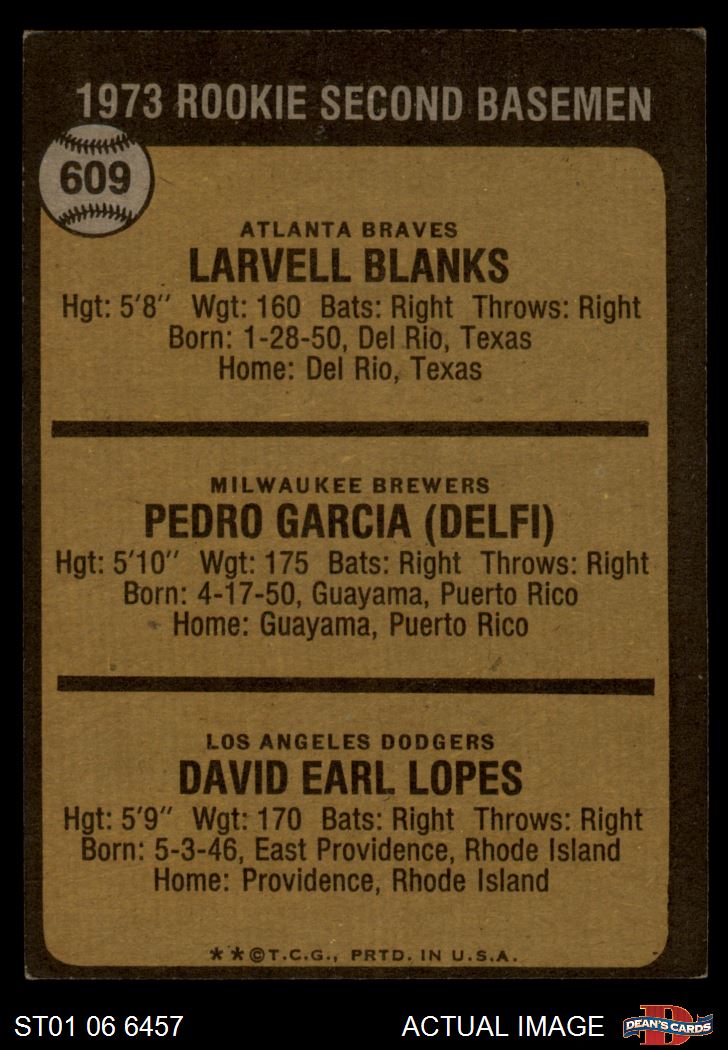 1973 ROOKIE SECOND BASEMEN
609
ATLANTA BRAVES
LARVELL BLANKS
Hgt: 5'8" Wgt: 160 Bats: Right Throws: Right
Born: 1-28-50, Del Rio, Texas
Home: Del Rio, Texas
MILWAUKEE BREWERS
PEDRO GARCIA (DELFI)
Hgt: 5'10" Wgt: 175 Bats: Right Throws: Right
Born: 4-17-50, Guayama, Puerto Rico
Home: Guayama, Puerto Rico
LOS ANGELES DODGERS
DAVID EARL LOPES
Hgt: 5'9" Wgt: 170 Bats: Right Throws: Right
Born: 5-3-46, East Providence, Rhode Island
Home: Providence, Rhode Island
**©T.C.G., PRTD. IN U.S.A.
ST01 06 6457 ACTUAL IMAGE
D
DEAN'S CARDS